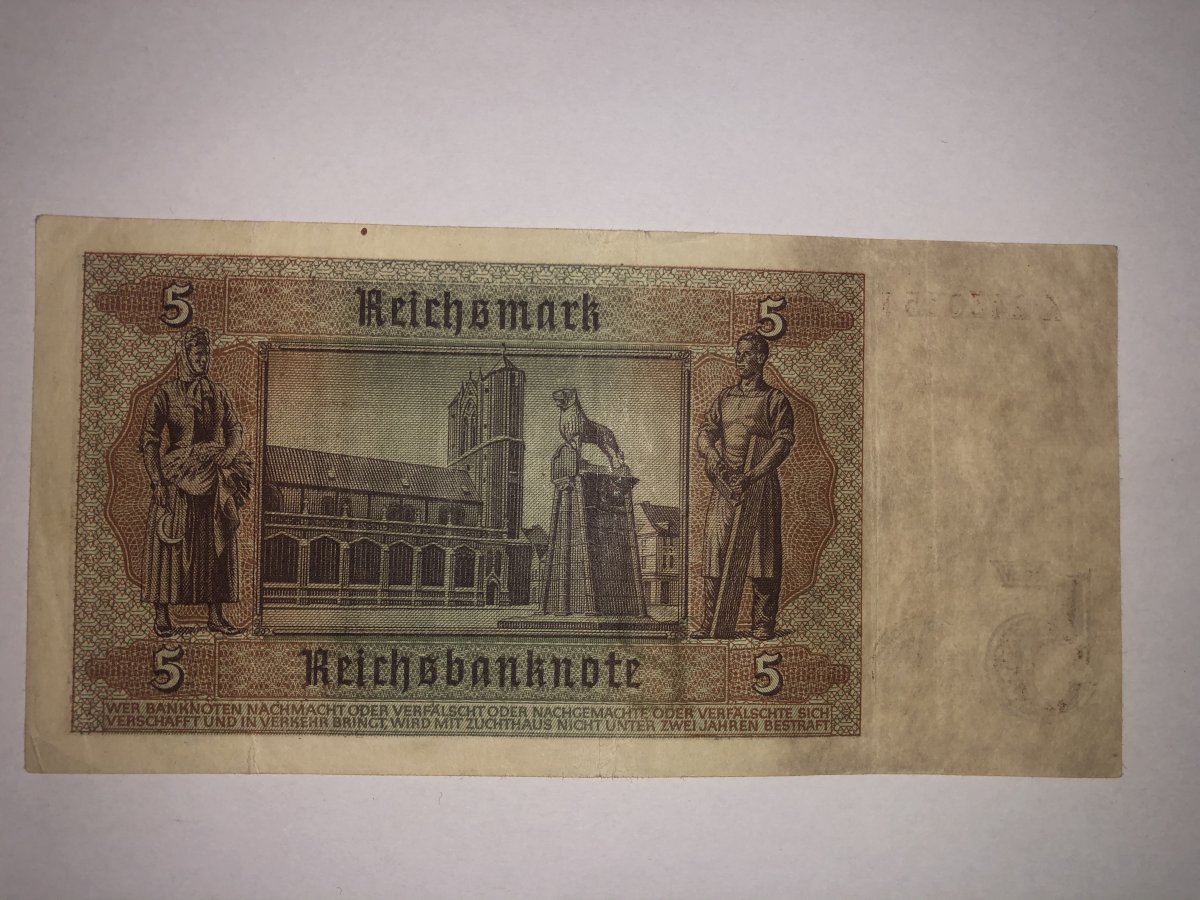 5 Reichsmark 5
5 Reichsbanknote 5
WER BANKNOTEN NACHMACHT ODER VERFÄLSCHT ODER NACHGEMACHTE ODER VERFÄLSCHTE SICH
VERSCHAFFT UND IN VERKEHR BRINGT, WIRD MIT ZUCHTHAUS NICHT UNTER ZWEI JAHREN BESTRAFT
5